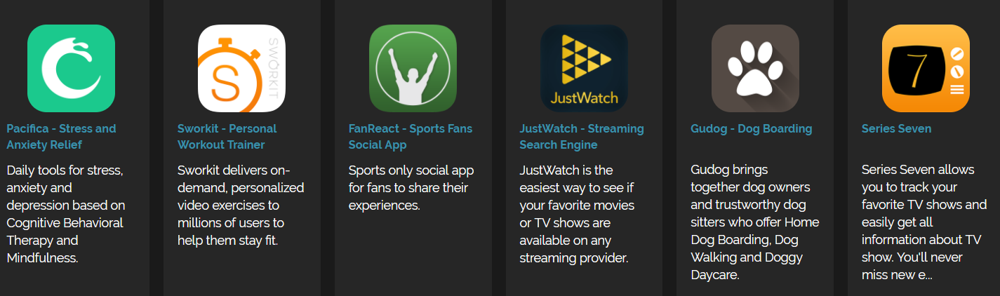 S
SWORKIT
JustWatch
7
Pacifica - Stress and
Anxiety Relief
Daily tools for stress,
anxiety and
depression based on
Cognitive Behavioral
Therapy and
Mindfulness.
Sworkit - Personal
Workout Trainer
Sworkit delivers on-
demand, personalized
video exercises to
millions of users to
help them stay fit.
FanReact - Sports Fans
Social App
Sports only social app
for fans to share their
experiences.
JustWatch - Streaming
Search Engine
JustWatch is the
easiest way to see if
your favorite movies
or TV shows are
available on any
streaming provider.
Gudog - Dog Boarding
Gudog brings
together dog owners
and trustworthy dog
sitters who offer Home
Dog Boarding, Dog
Walking and Doggy
Daycare.
Series Seven
Series Seven allows
you to track your
favorite TV shows and
easily get all
information about TV
show. You'll never
miss new e...